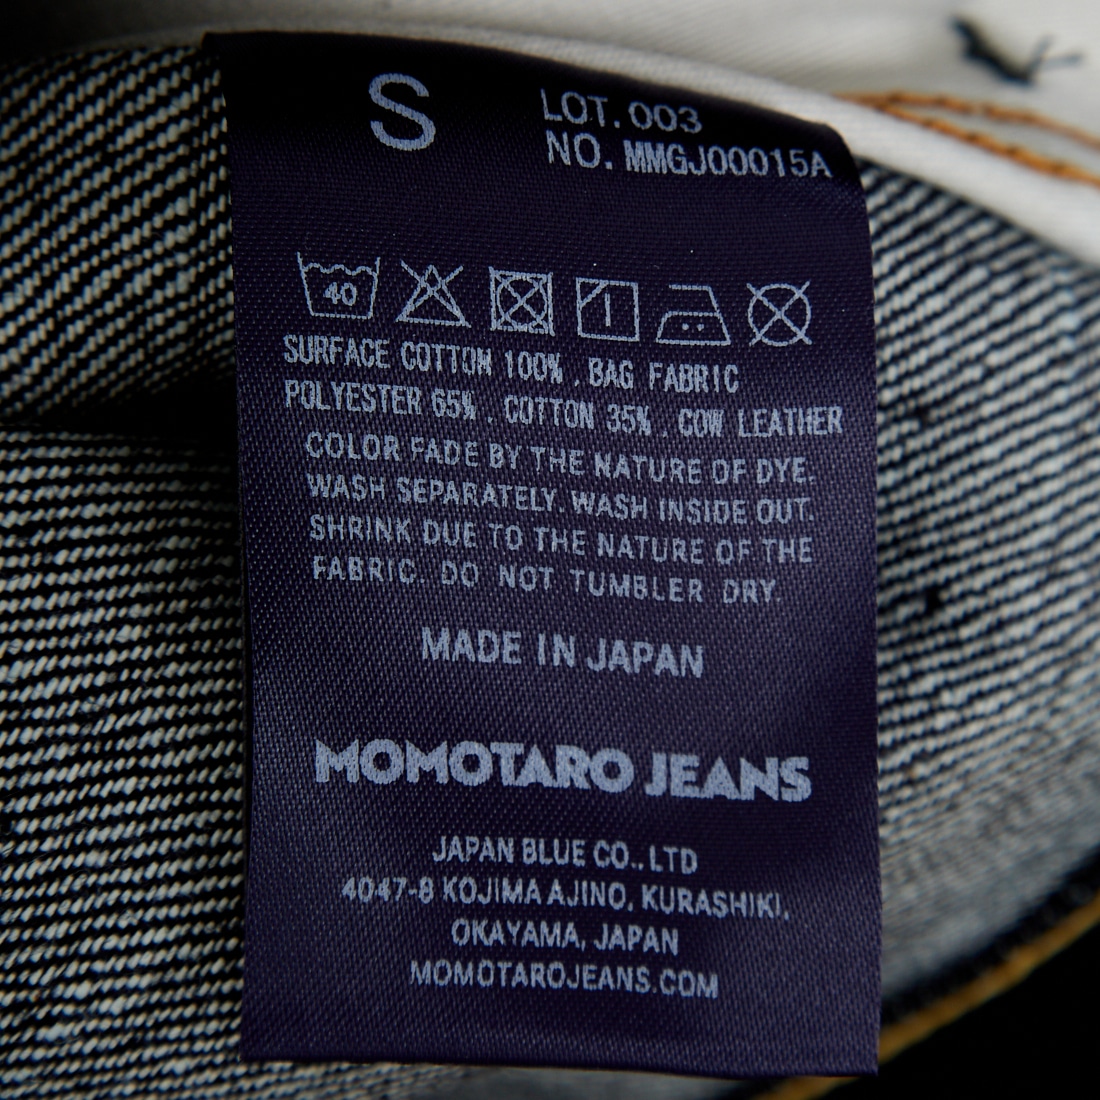 S
LOT. 003
NO. MMGJ00015A
40
SURFACE COTTON 100% . BAG FABRIC
POLYESTER 65% . COTTON 35% . COW LEATHER
COLOR FADE BY THE NATURE OF DYE.
WASH SEPARATELY. WASH INSIDE OUT.
SHRINK DUE TO THE NATURE OF THE
FABRIC. DO NOT TUMBLER DRY.
MADE IN JAPAN
MOMOTARO JEANS
JAPAN BLUE CO., LTD
4047-8 KOJIMA AJINO, KURASHIKI,
OKAYAMA, JAPAN
MOMOTAROJEANS.COM